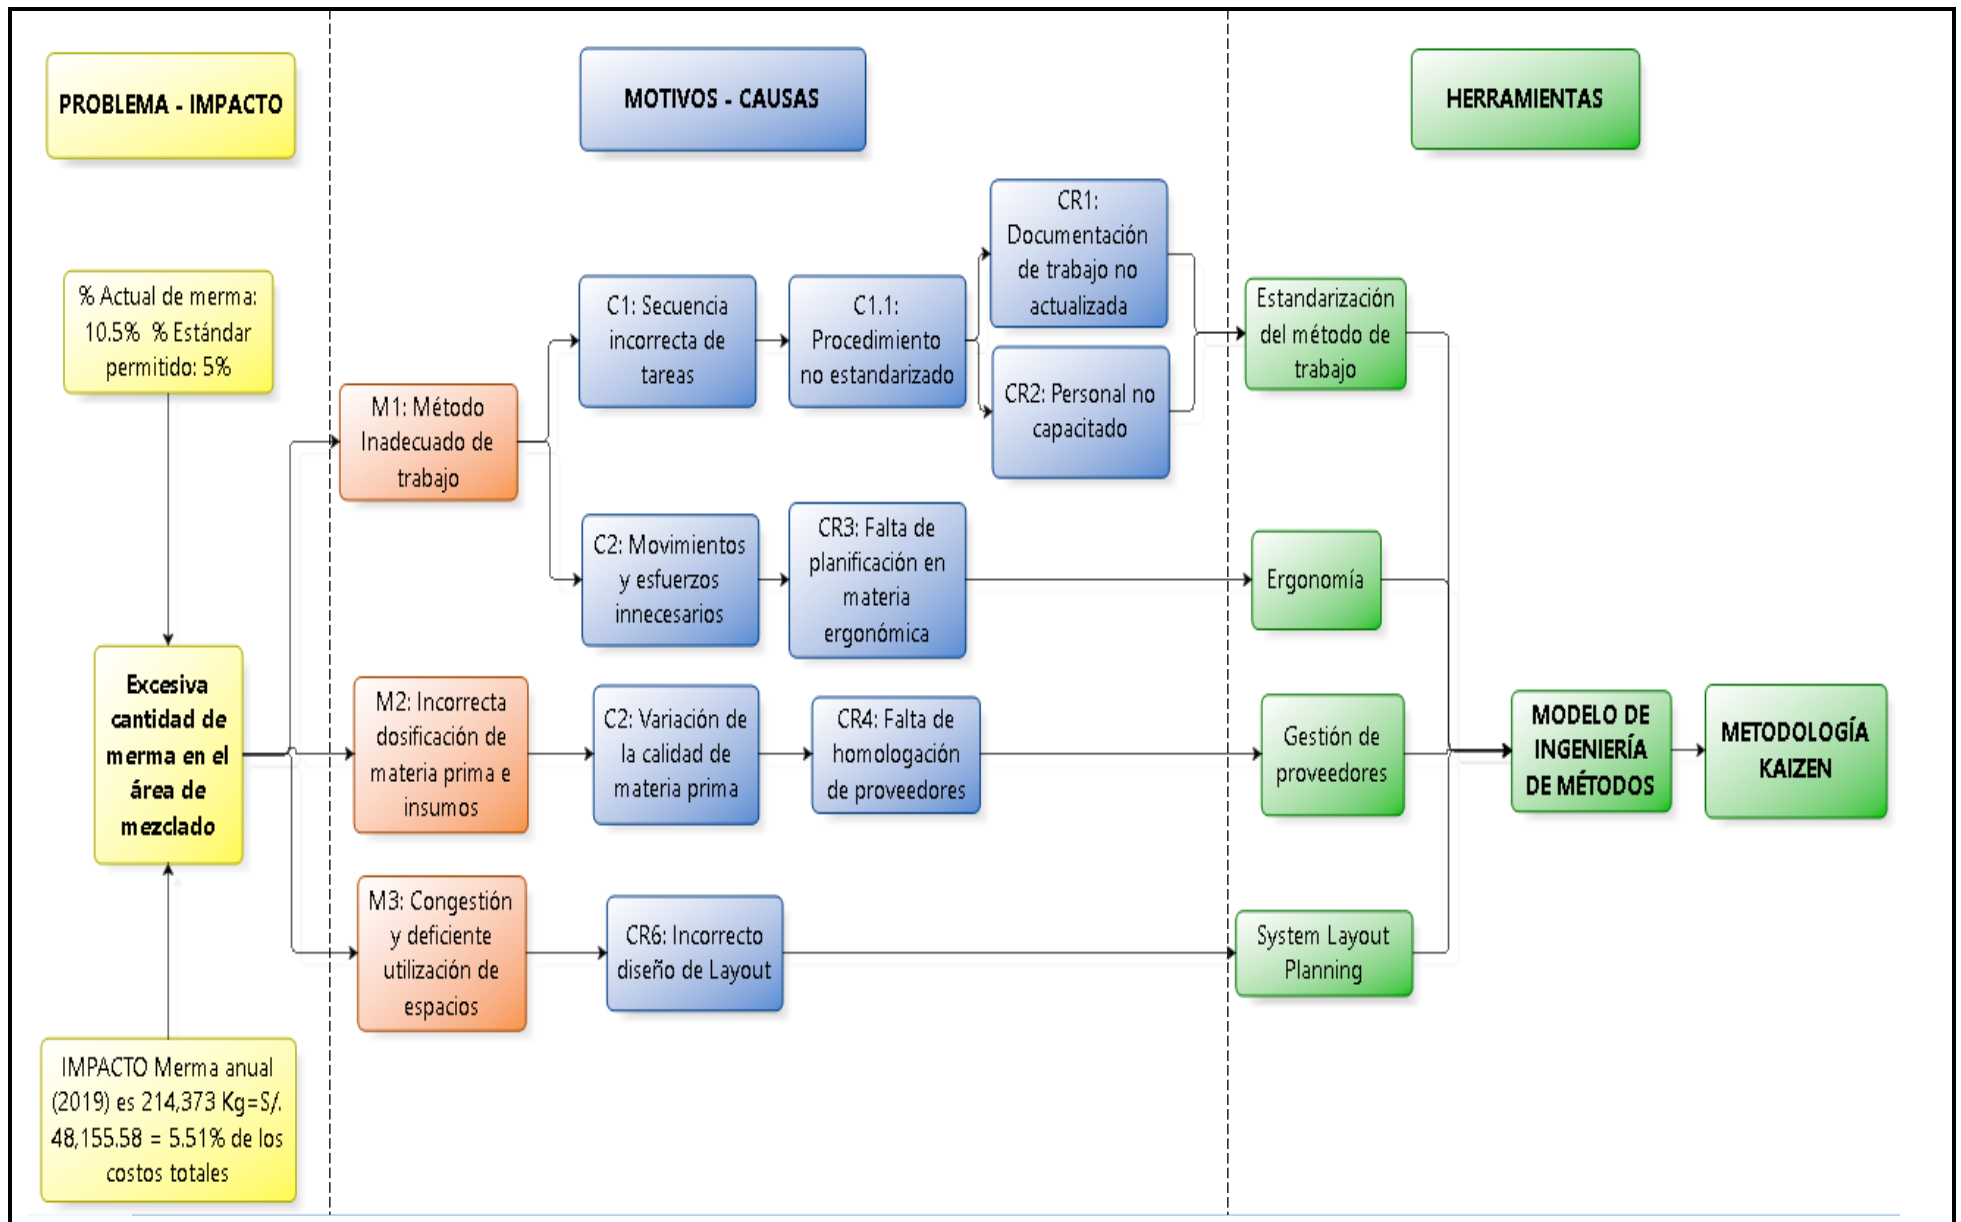 PROBLEMA - IMPACTO
MOTIVOS - CAUSAS
HERRAMIENTAS
% Actual de merma:
10.5%  % Estándar
permitido: 5%
Excesiva
cantidad de
merma en el
área de
mezclado
IMPACTO Merma anual
(2019) es 214,373 Kg=S/.
48,155.58 = 5.51% de los
costos totales
M1: Método
Inadecuado de
trabajo
C1: Secuencia
incorrecta de
tareas
C1.1:
Procedimiento
no estandarizado
CR1:
Documentación
de trabajo no
actualizada
CR2: Personal no
capacitado
Estandarización
del método de
trabajo
C2: Movimientos
y esfuerzos
innecesarios
CR3: Falta de
planificación en
materia
ergonómica
Ergonomía
M2: Incorrecta
dosificación de
materia prima e
insumos
C2: Variación de
la calidad de
materia prima
CR4: Falta de
homologación
de proveedores
Gestión de
proveedores
M3: Congestión
y deficiente
utilización de
espacios
CR6: Incorrecto
diseño de Layout
System Layout
Planning
MODELO DE
INGENIERÍA
DE MÉTODOS
METODOLOGÍA
KAIZEN